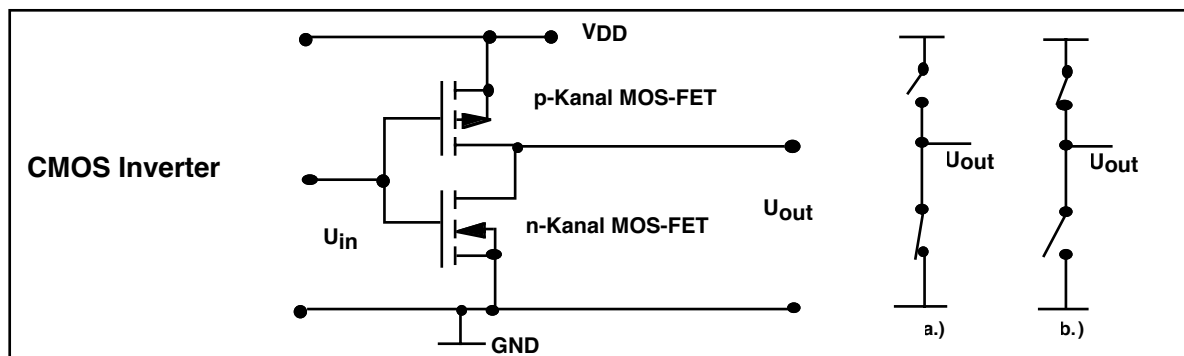 VDD
p-Kanal MOS-FET
CMOS Inverter
Uin
n-Kanal MOS-FET
Uout
GND
Uout
a.)
Uout
b.)